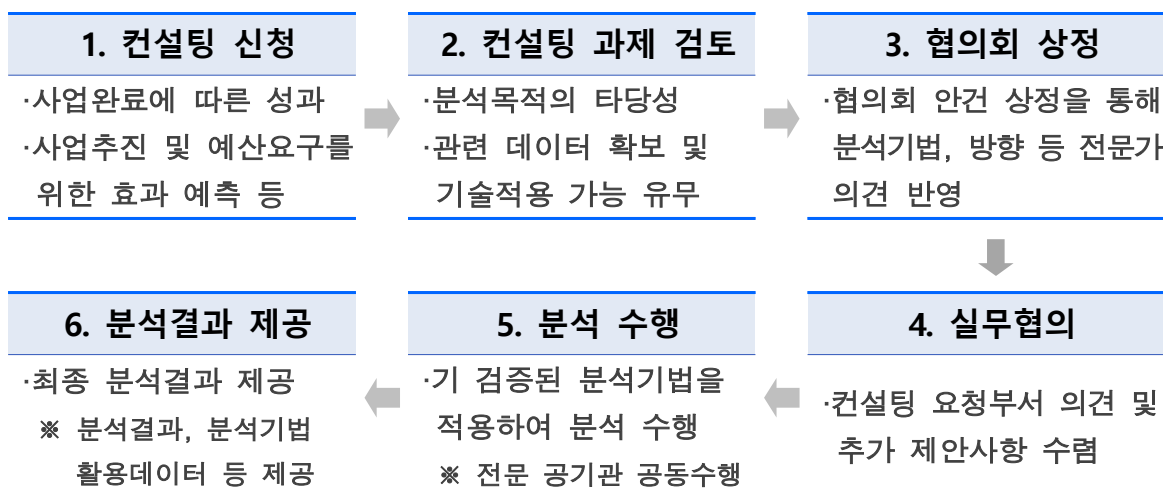 1. 컨설팅 신청
·사업완료에 따른 성과
·사업추진 및 예산요구를
위한 효과 예측 등
2. 컨설팅 과제 검토
·분석목적의 타당성
·관련 데이터 확보 및
기술적용 가능 유무
3. 협의회 상정
·협의회 안건 상정을 통해
분석기법, 방향 등 전문가
의견 반영
4. 실무협의
·컨설팅 요청부서 의견 및
추가 제안사항 수렴
5. 분석 수행
·기 검증된 분석기법을
적용하여 분석 수행
※ 전문 공기관 공동수행
6. 분석결과 제공
·최종 분석결과 제공
※ 분석결과, 분석기법
활용데이터 등 제공